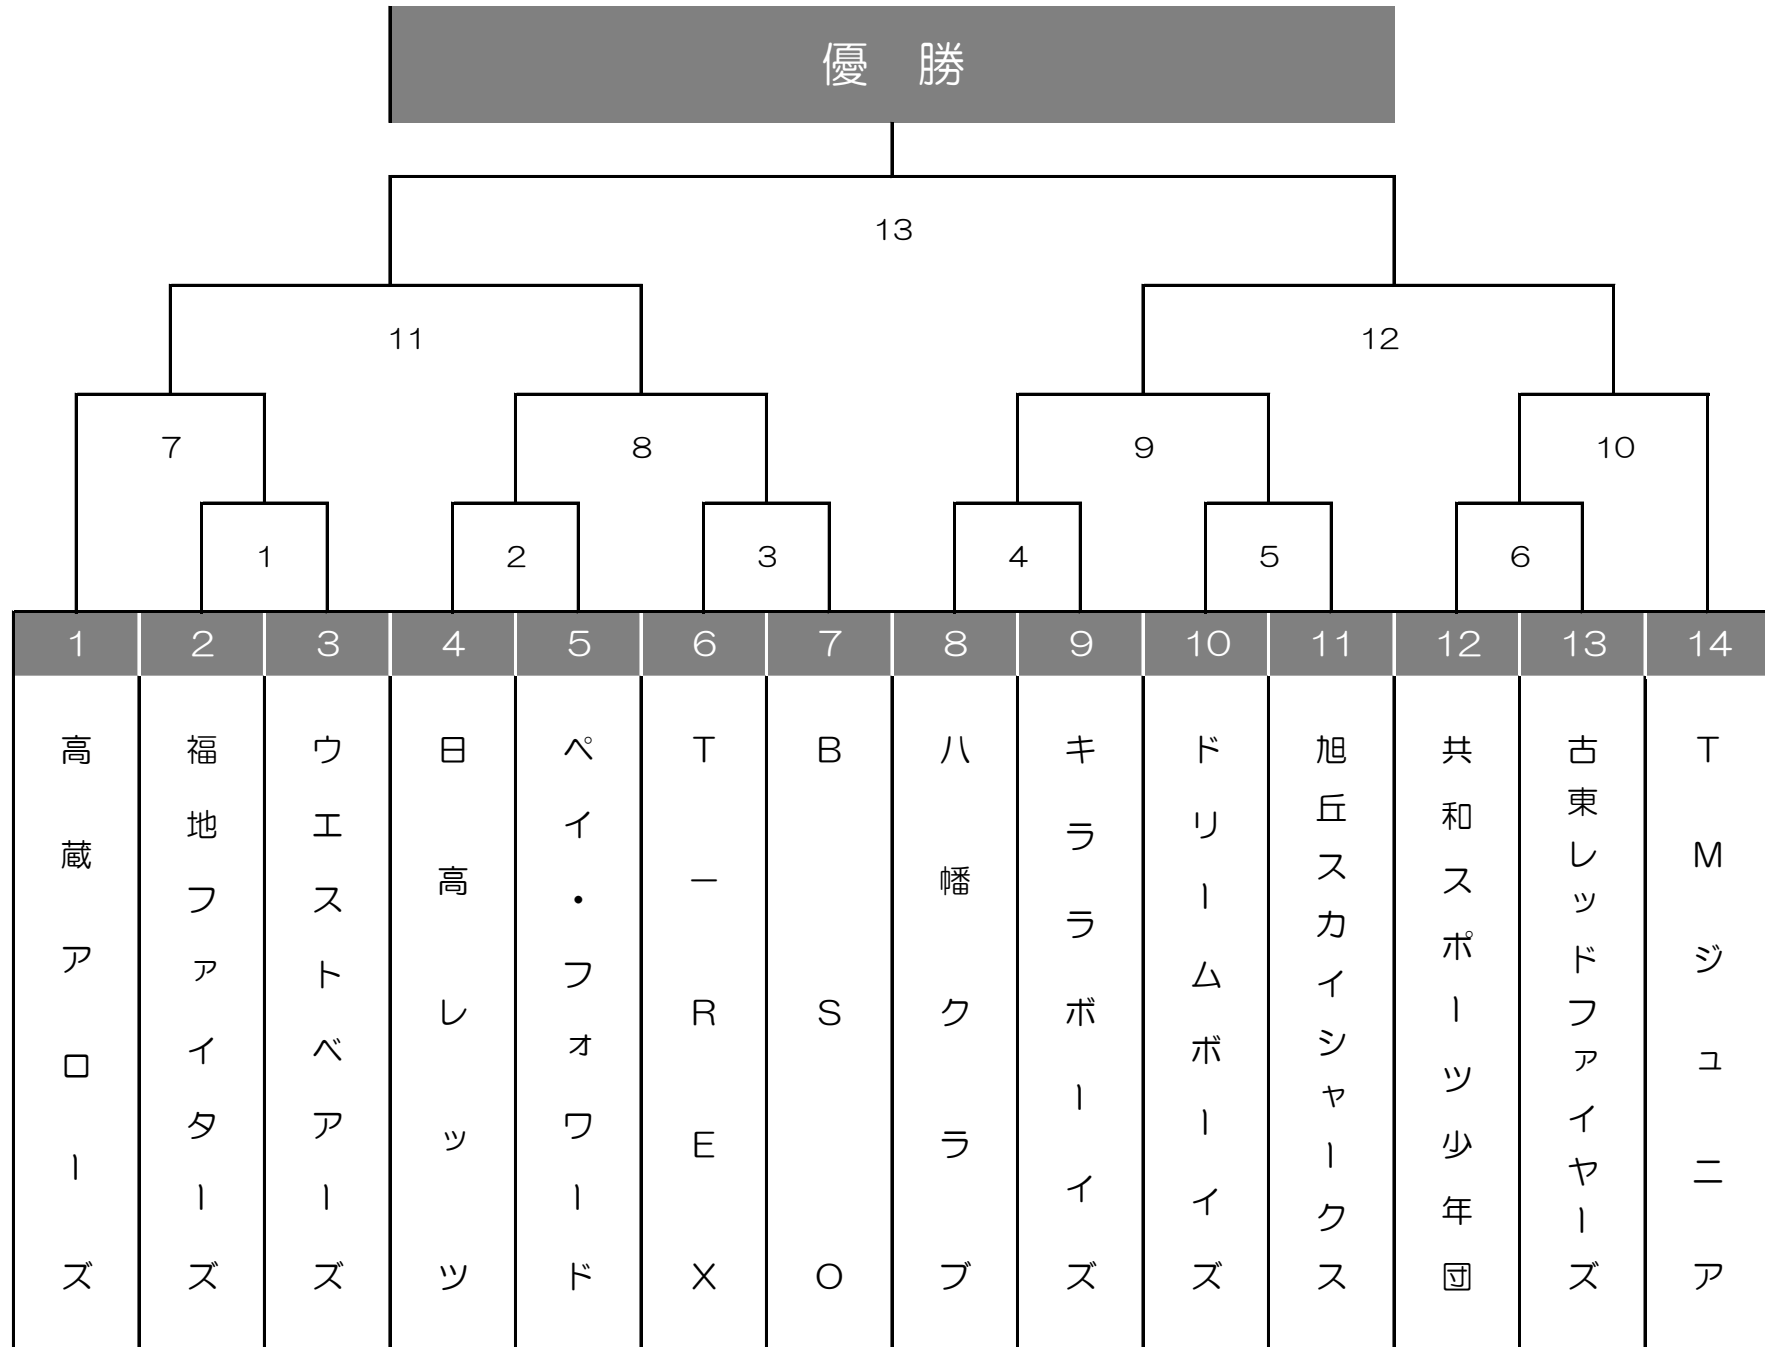 優　勝
13
11
12
7
8
9
10
1
2
3
4
5
6
1
2
3
4
5
6
7
8
9
10
11
12
13
14
高蔵アローズ
福地ファイターズ
ウエストベアーズ
日高レッツ
ペイ・フォワード
T－REX
BSO
八幡クラブ
キララボーイズ
ドリームボーイズ
旭丘スカイシャークス
共和スポーツ少年団
古東レッドファイヤーズ
TMジュニア